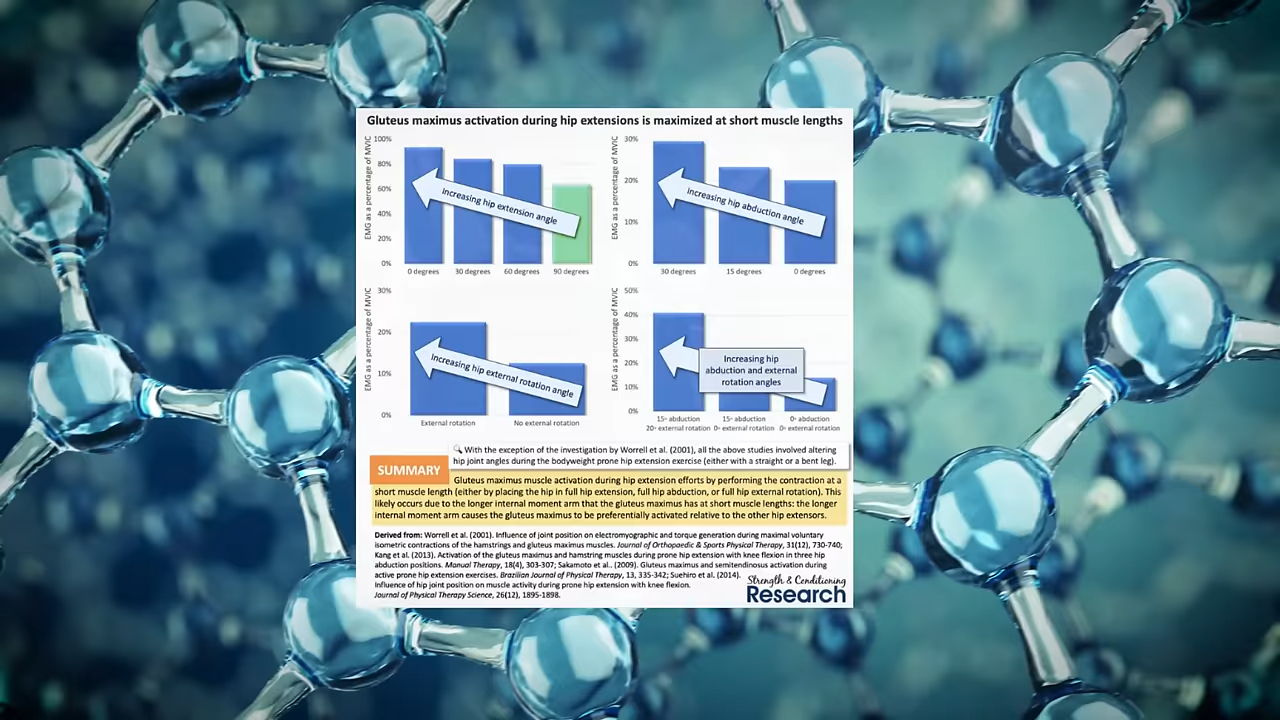 Gluteus maximus activation during hip extensions is maximized at short muscle lengths
EMG as a percentage of MVIC
100%
80%
60%
40%
20%
0%
Increasing hip extension angle
0 degrees
30 degrees
60 degrees
90 degrees
EMG as a percentage of MVIC
30%
20%
10%
0%
Increasing hip abduction angle
30 degrees
15 degrees
0 degrees
EMG as a percentage of MVIC
30%
20%
10%
0%
Increasing hip external rotation angle
External rotation
No external rotation
EMG as a percentage of MVIC
50%
40%
30%
20%
10%
0%
Increasing hip
abduction and external
rotation angles
15◦ abduction
20◦ external rotation
15◦ abduction
0◦ external rotation
0◦ abduction
0◦ external rotation
With the exception of the investigation by Worrell et al. (2001), all the above studies involved altering
hip joint angles during the bodyweight prone hip extension exercise (either with a straight or a bent leg).
SUMMARY
Gluteus maximus muscle activation during hip extension efforts by performing the contraction at a
short muscle length (either by placing the hip in full hip extension, full hip abduction, or full hip external rotation). This
likely occurs due to the longer internal moment arm that the gluteus maximus has at short muscle lengths: the longer
internal moment arm causes the gluteus maximus to be preferentially activated relative to the other hip extensors.
Derived from: Worrell et al. (2001). Influence of joint position on electromyographic and torque generation during maximal voluntary
isometric contractions of the hamstrings and gluteus maximus muscles. Journal of Orthopaedic & Sports Physical Therapy, 31(12), 730-740;
Kang et al. (2013). Activation of the gluteus maximus and hamstring muscles during prone hip extension with knee flexion in three hip
abduction positions. Manual Therapy, 18(4), 303-307; Sakamoto et al.. (2009). Gluteus maximus and semitendinosus activation during
active prone hip extension exercises. Brazilian Journal of Physical Therapy, 13, 335-342; Suehiro et al. (2014).
Influence of hip joint position on muscle activity during prone hip extension with knee flexion.
Journal of Physical Therapy Science, 26(12), 1895-1898.
Strength & Conditioning
Research